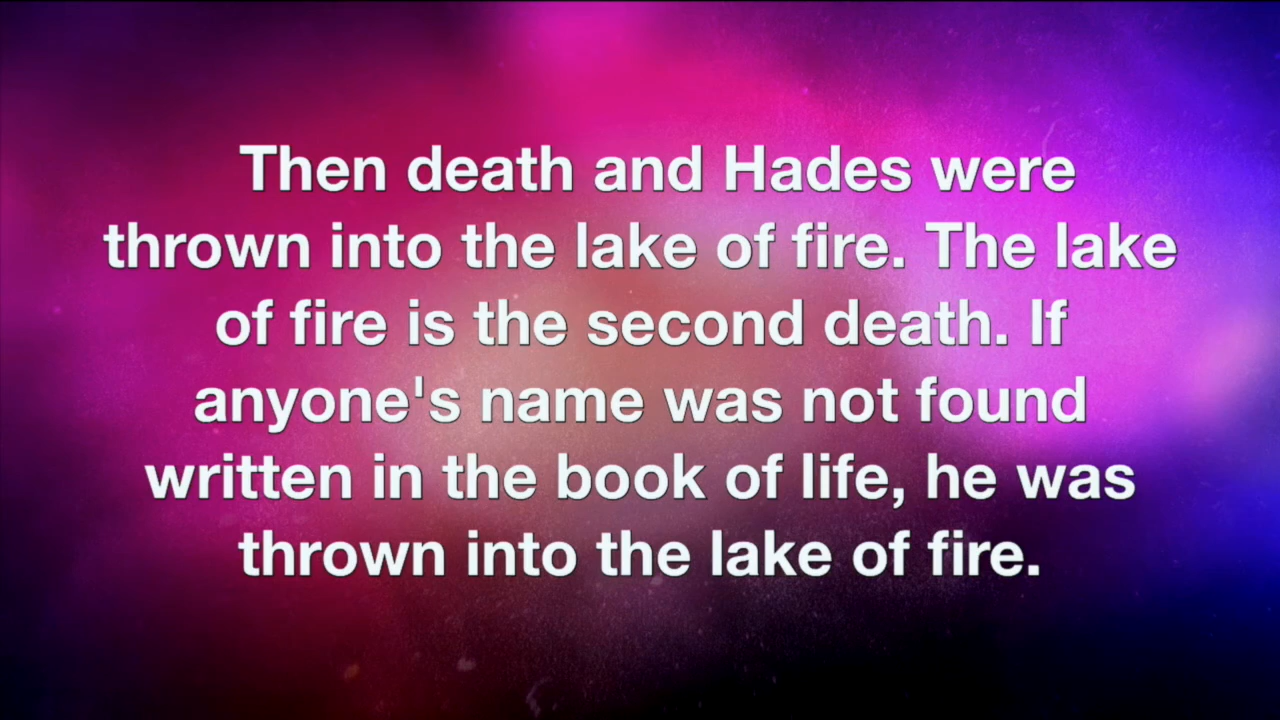 Then death and Hades were
thrown into the lake of fire. The lake
of fire is the second death. If
anyone's name was not found
written in the book of life, he was
thrown into the lake of fire.